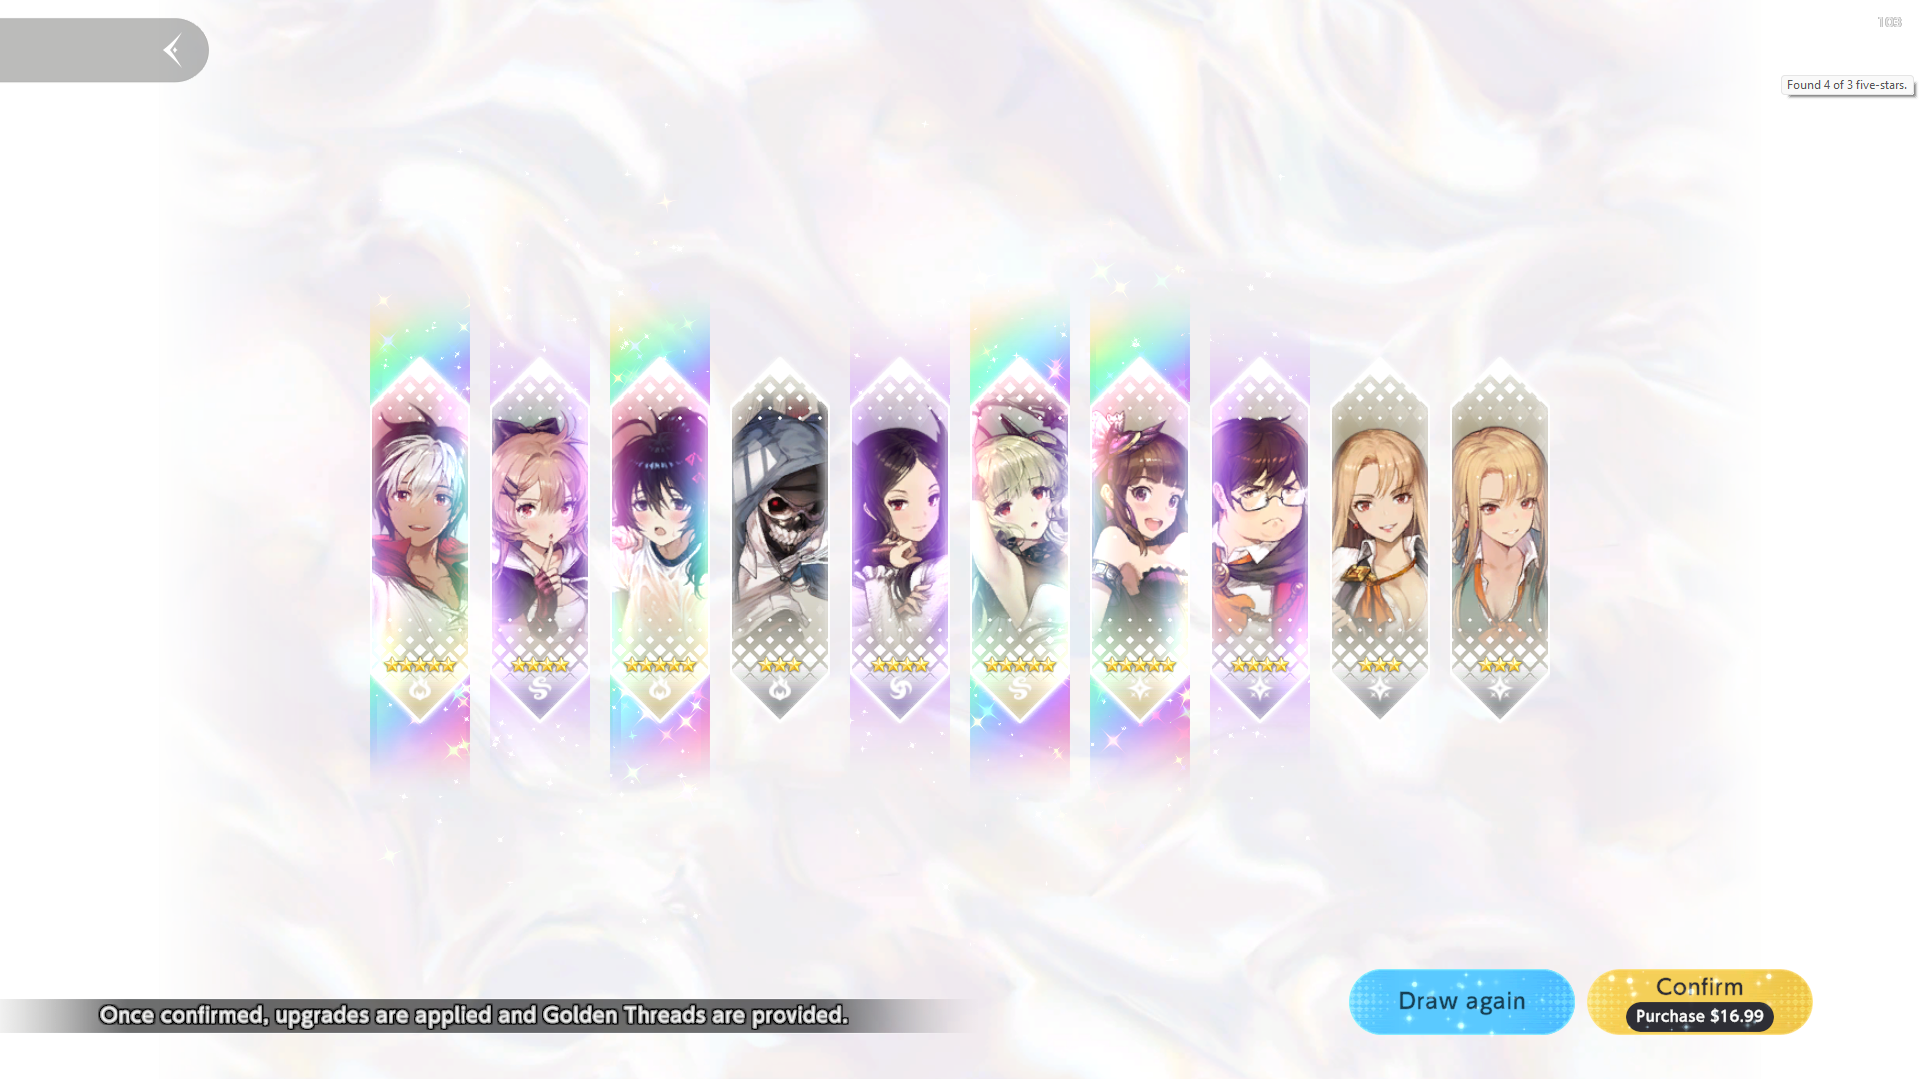 103
Found 4 of 3 five-stars.
Once confirmed, upgrades are applied and Golden Threads are provided.
Draw again
Confirm
Purchase $16.99